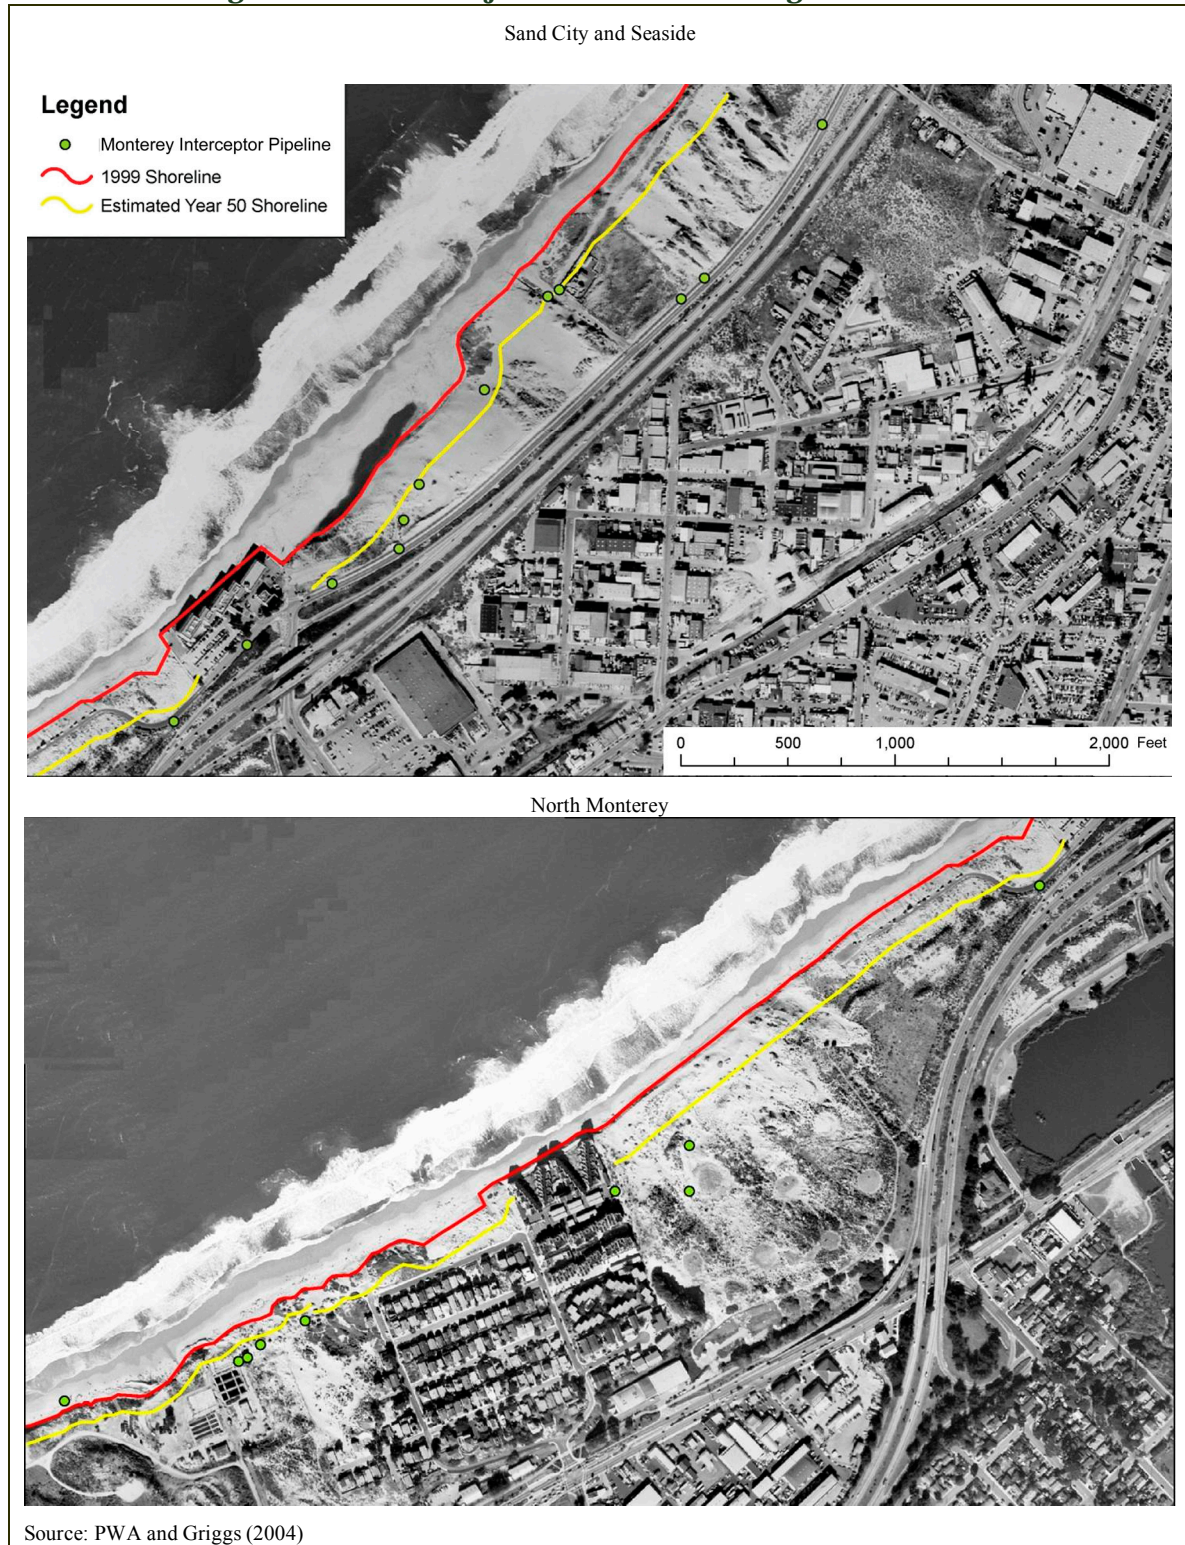 Sand City and Seaside
Legend
Monterey Interceptor Pipeline
1999 Shoreline
Estimated Year 50 Shoreline
0 500 1,000 2,000 Feet
North Monterey
Source: PWA and Griggs (2004)